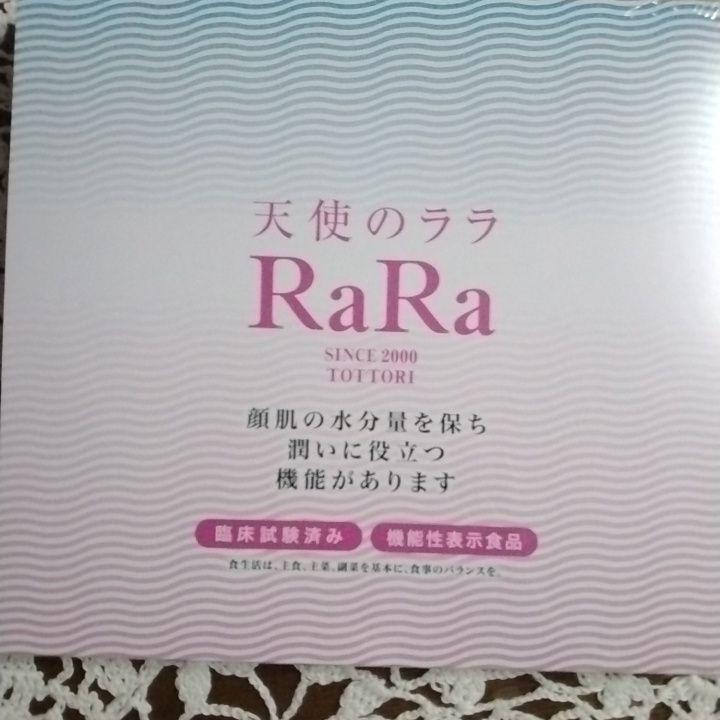 天使のララ
RaRa
SINCE 2000
TOTTORI
顔肌の水分量を保ち
潤いに役立つ
機能があります
臨床試験済み 機能性表示食品
食生活は、主食、主菜、副菜を基本に、食事のバランスを。